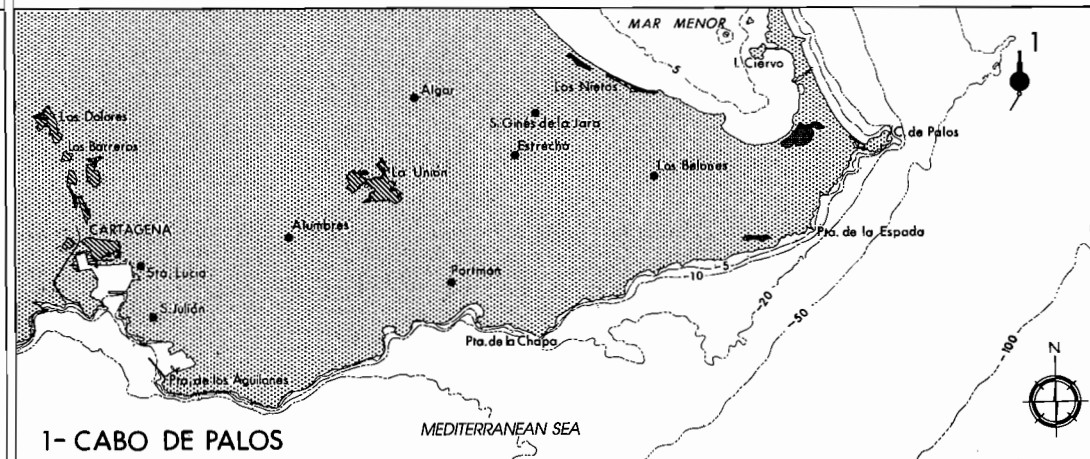 MAR MENOR
1
I. Ciervo
-5
Algar
Los Nietos
Los Dolores
S. Ginés de la Jara
C. de Palos
Los Barreros
Estrecho
La Unión
Los Belones
CARTAGENA
Alumbres
Pta. de la Espada
Sta. Lucía
Portmán
-10
-5
-20
S. Julián
-50
Pta. de la Chapa
-100
N
Pta. de los Aguilones
MEDITERRANEAN SEA
1- CABO DE PALOS